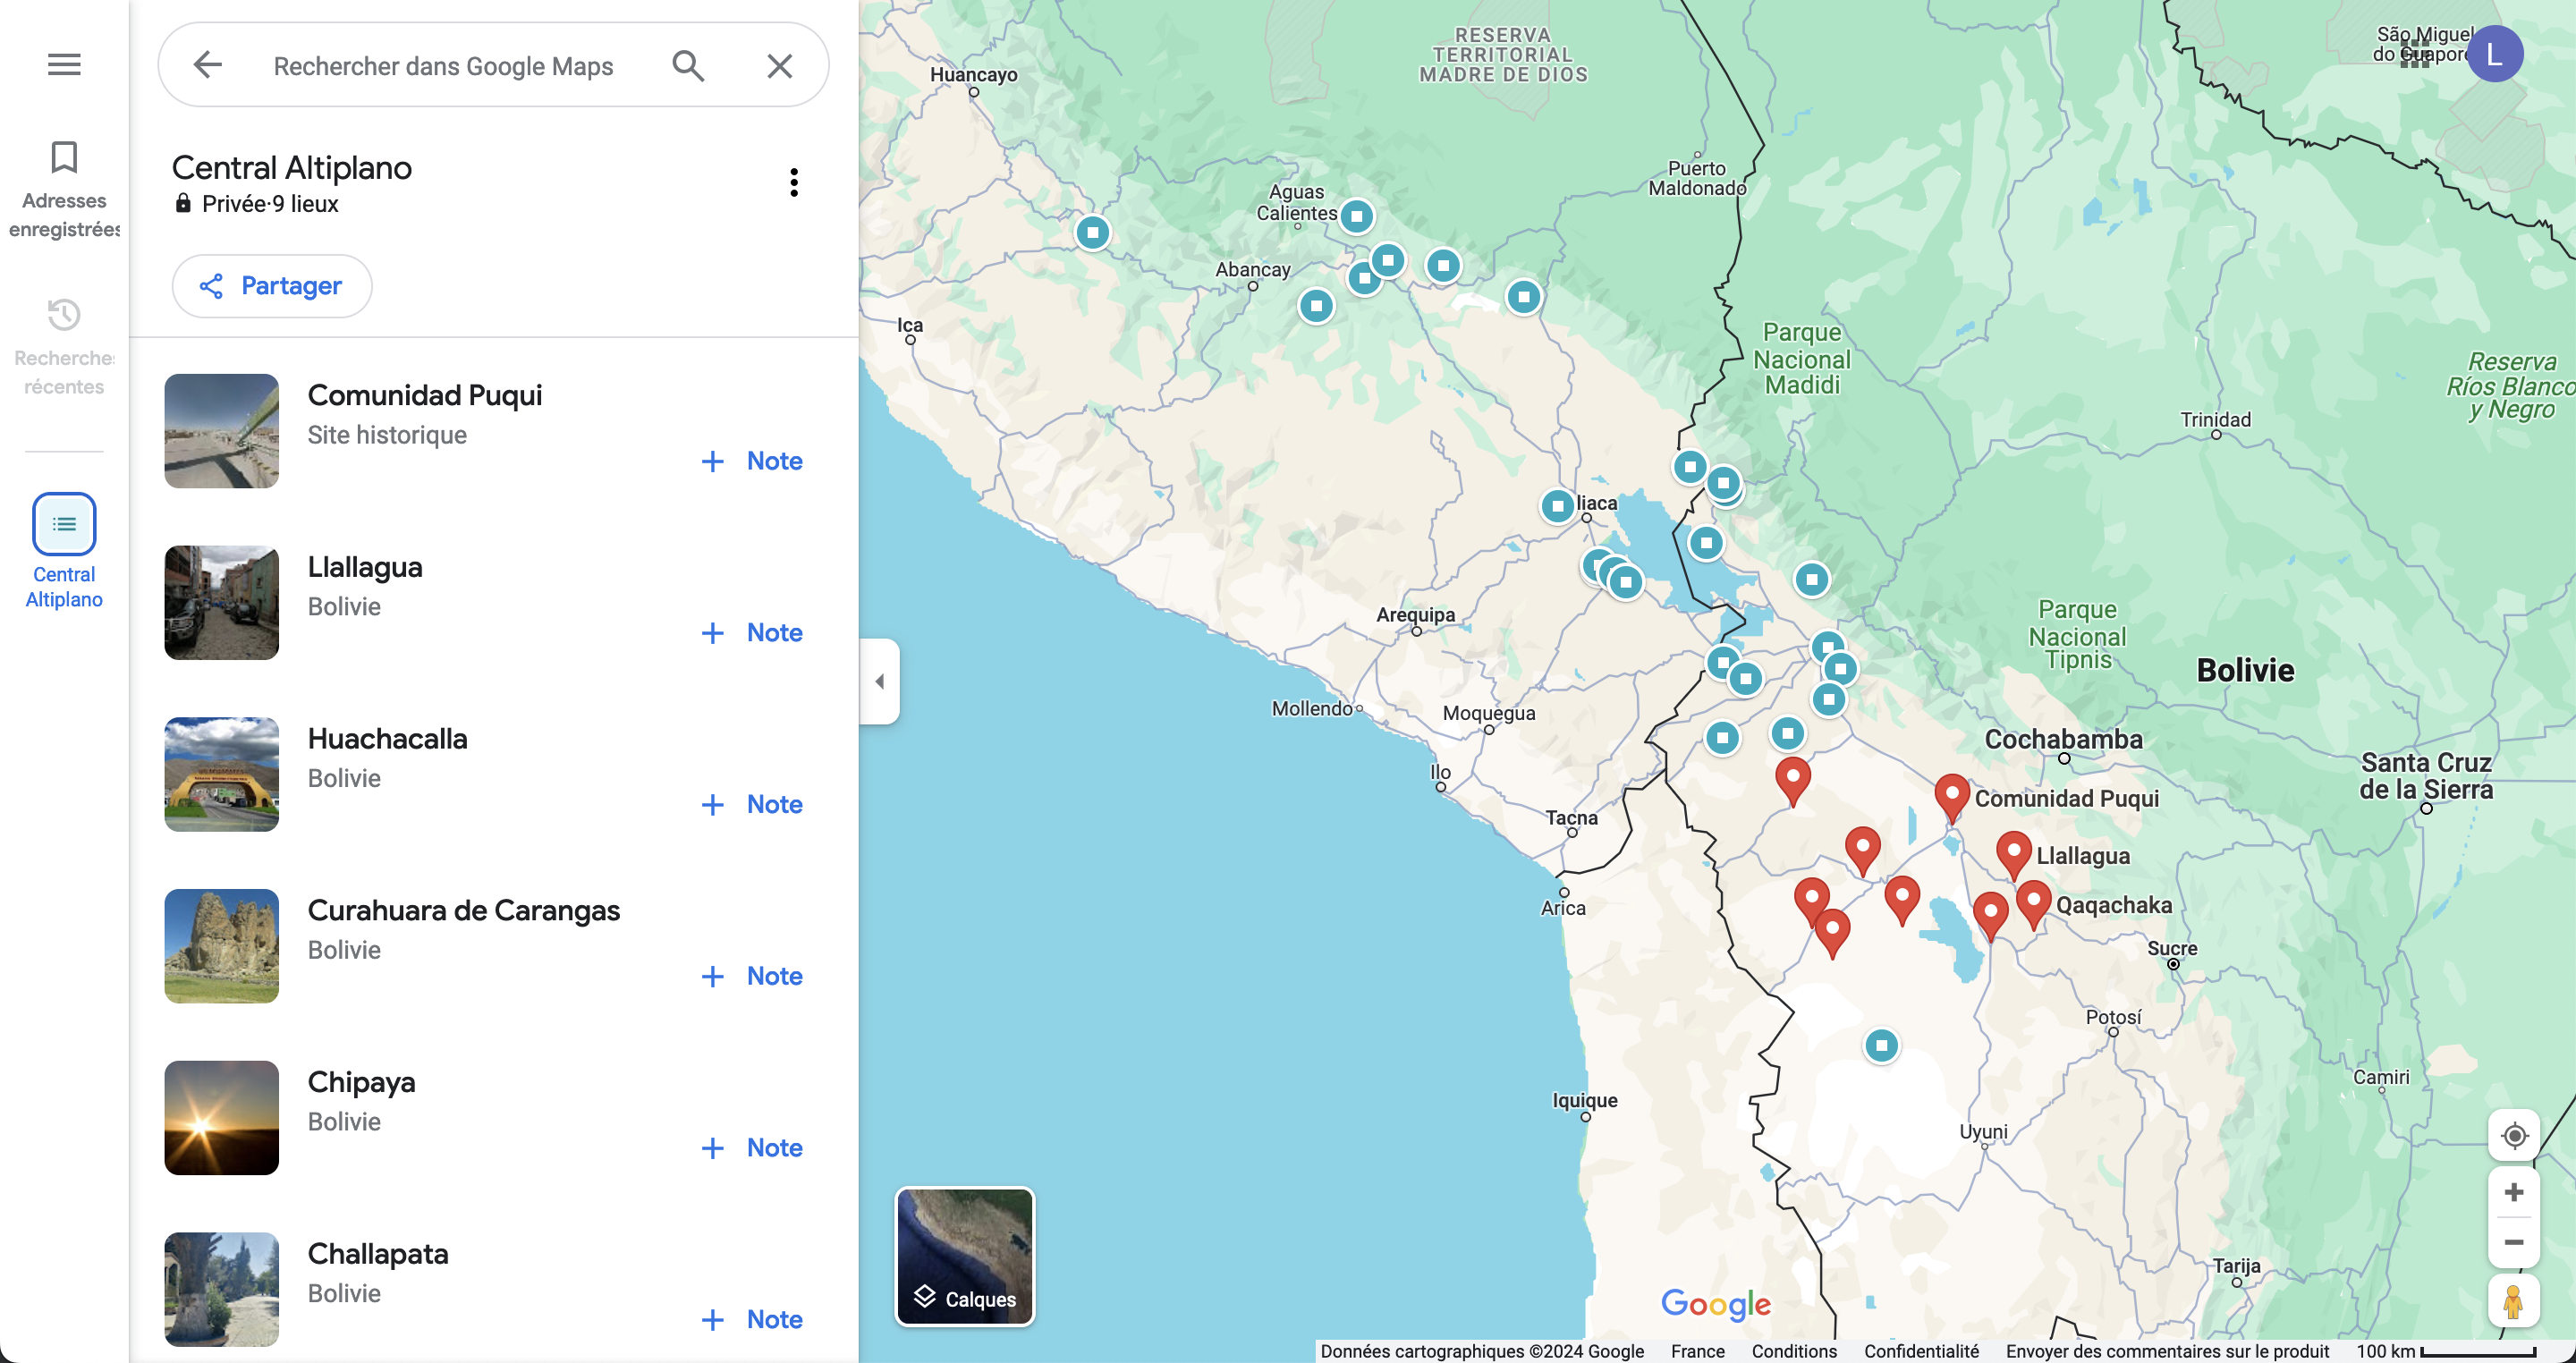 Rechercher dans Google Maps
Adresses
enregistrées
Recherches
récentes
Central
Altiplano
Central Altiplano
Privée·9 lieux
Partager
Comunidad Puqui
Site historique
+ Note
Llallagua
Bolivie
+ Note
Huachacalla
Bolivie
+ Note
Curahuara de Carangas
Bolivie
+ Note
Chipaya
Bolivie
+ Note
Challapata
Bolivie
+ Note
Huancayo
RESERVA
TERRITORIAL
MADRE DE DIOS
São Miguel
do Guaporé
L
Puerto
Maldonado
Aguas
Calientes
Abancay
Ica
Parque
Nacional
Madidi
Reserva
Ríos Blanco
y Negro
Trinidad
liaca
Arequipa
Parque
Nacional
Tipnis
Bolivie
Mollendo
Moquegua
Cochabamba
Santa Cruz
de la Sierra
Ilo
Comunidad Puqui
Tacna
Llallagua
Arica
Qaqachaka
Sucre
Potosí
Camiri
Iquique
Uyuni
Tarija
Calques
Google
Données cartographiques ©2024 Google France Conditions Confidentialité Envoyer des commentaires sur le produit 100 km